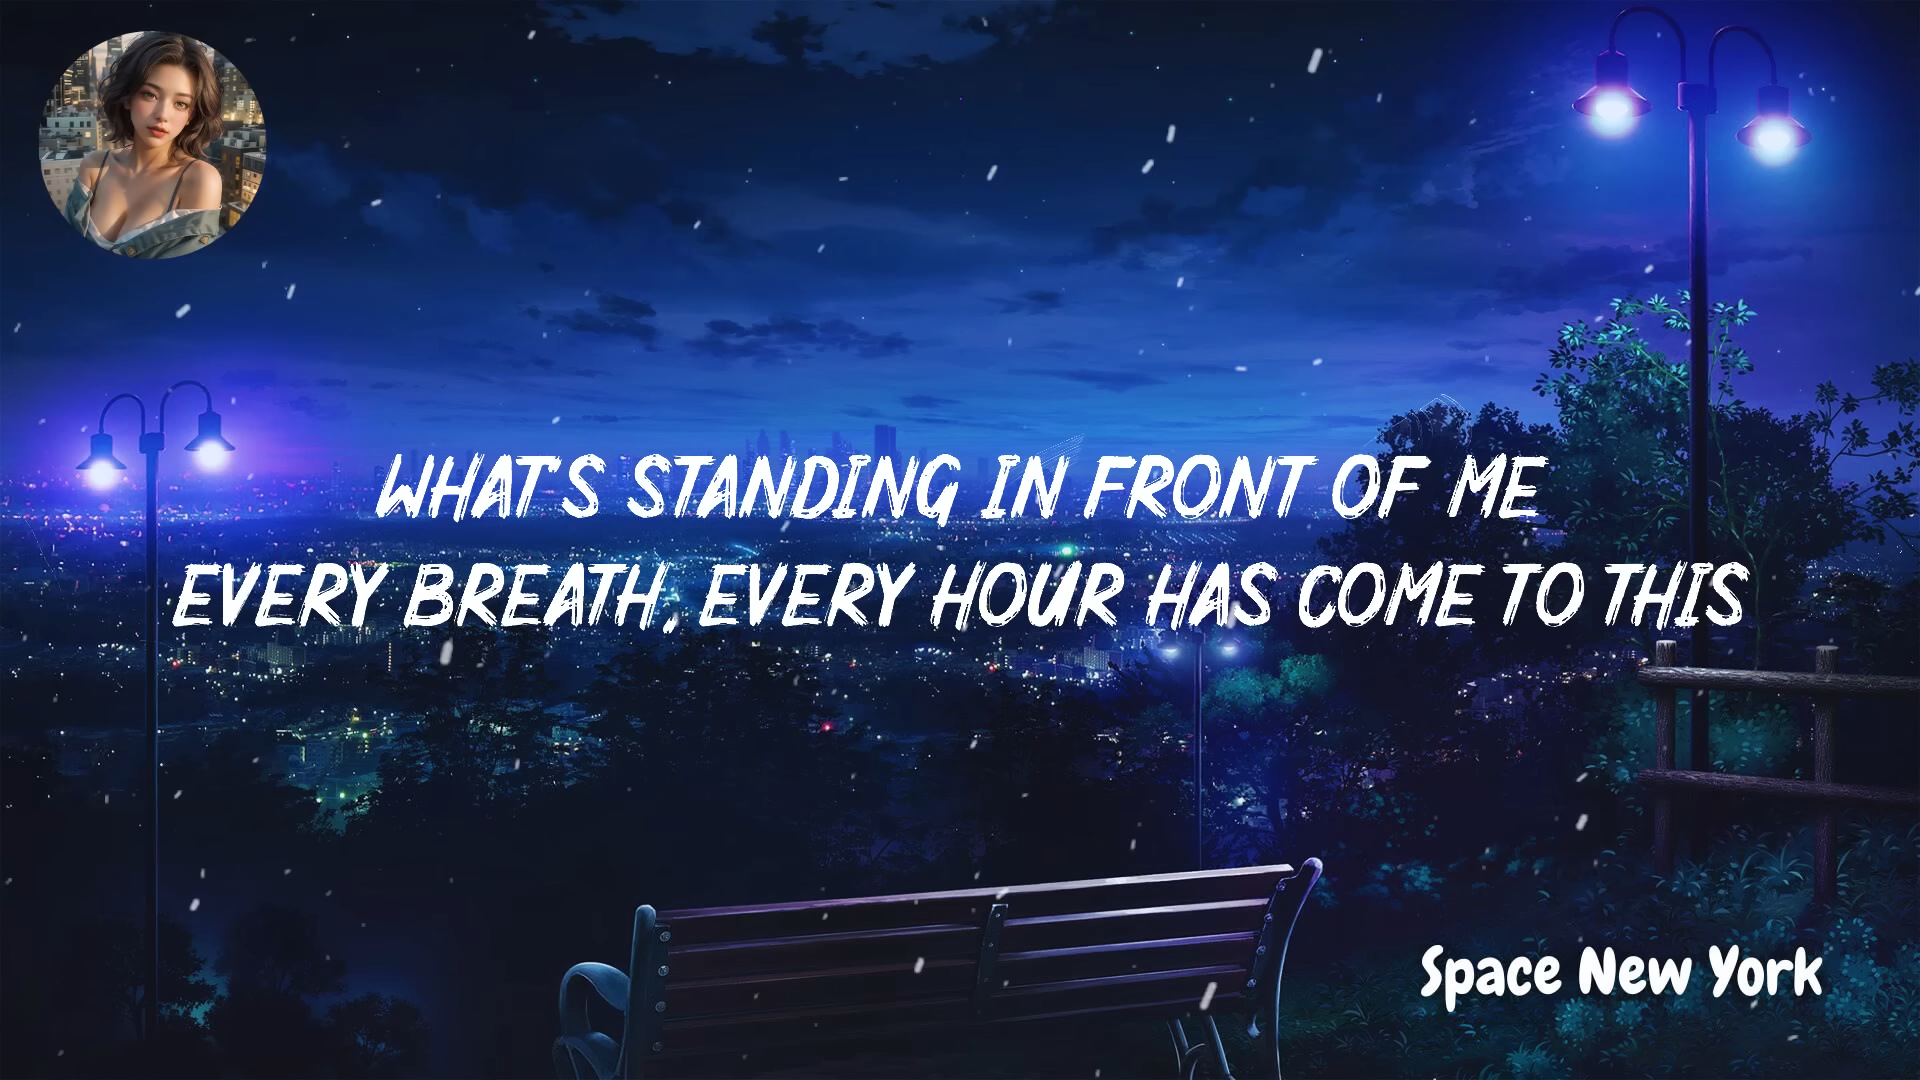 WHAT'S STANDING IN FRONT OF ME
EVERY BREATH, EVERY HOUR HAS COME TO THIS
Space New York